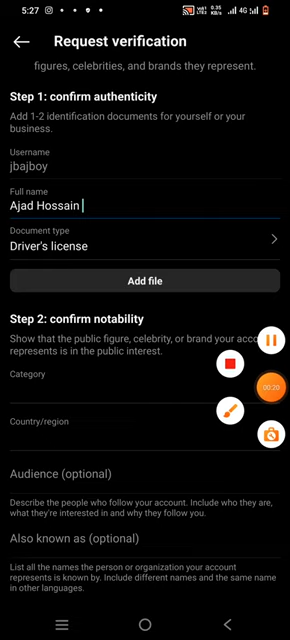 5:27
Vo1 LTE2 0.35 KB/s 4G
Request verification
figures, celebrities, and brands they represent.
Step 1: confirm authenticity
Add 1-2 identification documents for yourself or your
business.
Username
jbajboy
Full name
Ajad Hossain
Document type
Driver's license
Add file
Step 2: confirm notability
Show that the public figure, celebrity, or brand your acco
represents is in the public interest.
Category
00:20
Country/region
Audience (optional)
Describe the people who follow your account. Include who they are,
what they're interested in and why they follow you.
Also known as (optional)
List all the names the person or organization your account
represents is known by. Include different names and the same name
in other languages.